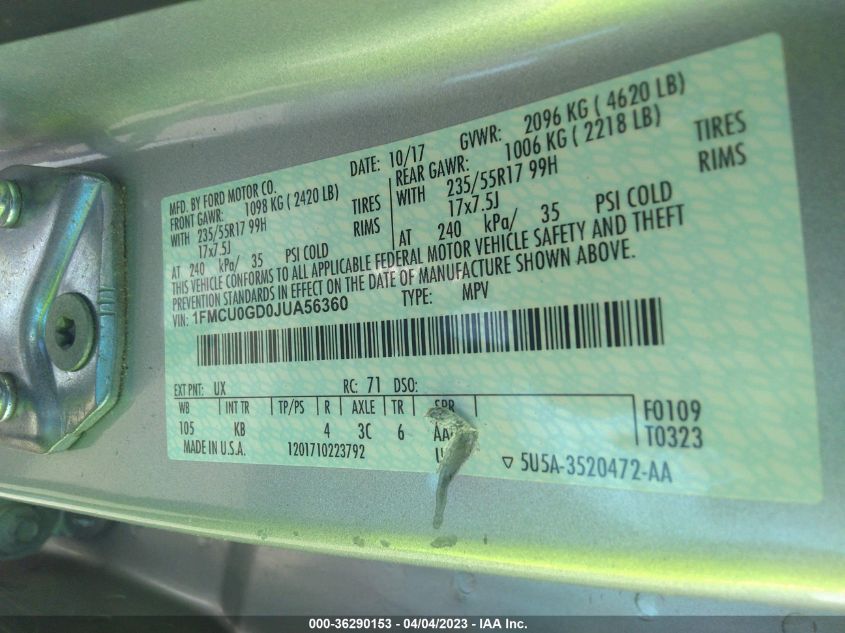 MFD. BY FORD MOTOR CO.
DATE: 10/17 GVWR: 2096 KG ( 4620 LB)
FRONT GAWR: 1098 KG ( 2420 LB) REAR GAWR: 1006 KG ( 2218 LB)
WITH 235/55R17 99H TIRES WITH 235/55R17 99H TIRES
17x7.5J RIMS 17x7.5J RIMS
AT 240 kPa/ 35 PSI COLD AT 240 kPa/ 35 PSI COLD
THIS VEHICLE CONFORMS TO ALL APPLICABLE FEDERAL MOTOR VEHICLE SAFETY AND THEFT
PREVENTION STANDARDS IN EFFECT ON THE DATE OF MANUFACTURE SHOWN ABOVE.
VIN: 1FMCU0GD0JUA56360 TYPE: MPV
EXT PNT: UX RC: 71 DSO:
WB INT TR TP/PS R AXLE TR SPR F0109
105 KB 4 3C 6 T0323
MADE IN U.S.A. 1201710223792 5U5A-3520472-AA
000-36290153 - 04/04/2023 - IAA Inc.